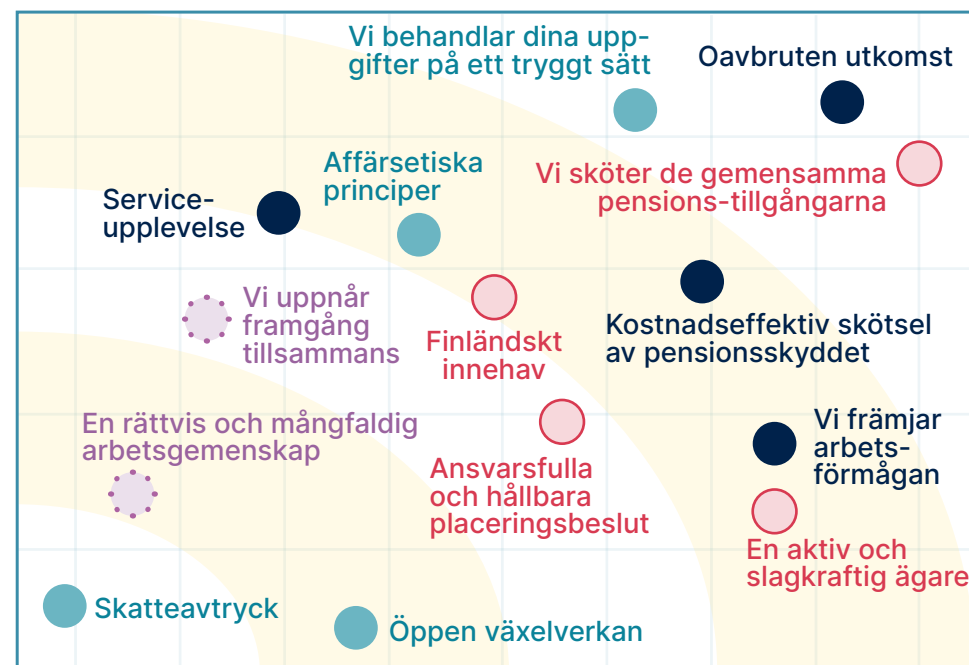 Vi behandlar dina upp-
gifter på ett tryggt sätt
Oavbruten utkomst
Affärsetiska
principer
Vi sköter de gemensamma
pensions-tillgångarna
Service-
upplevelse
Vi uppnår
framgång
tillsammans
Finländskt
innehav
Kostnadseffektiv skötsel
av pensionsskyddet
En rättvis och mångfaldig
arbetsgemenskap
Vi främjar
arbets-
förmågan
Ansvarsfulla
och hållbara
placeringsbeslut
En aktiv och
slagkraftig ägare
Skatteavtryck
Öppen växelverkan